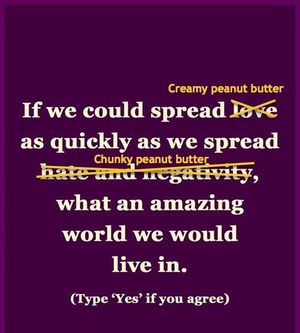 Creamy peanut butter
If we could spread love
as quickly as we spread
Chunky peanut butter
hate and negativity,
what an amazing
world we would
live in.
(Type ‘Yes’ if you agree)